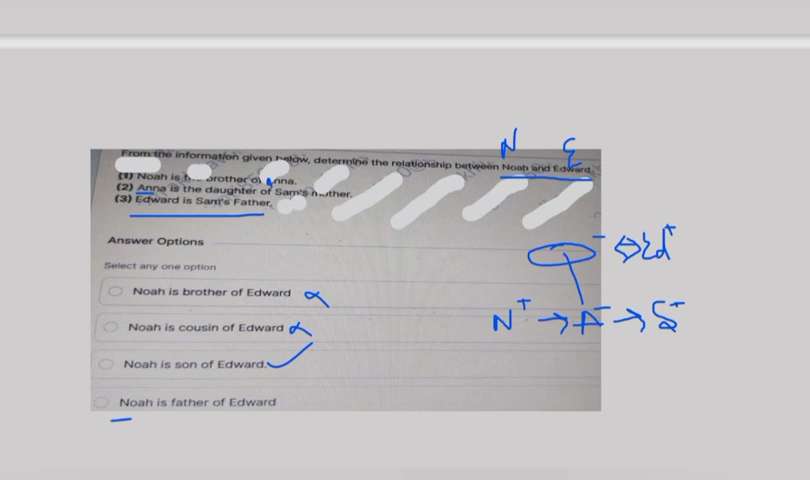 N E
From the information given below, determine the relationship between Noah and Edward.
(1) Noah is the brother of Anna.
(2) Anna is the daughter of Sam's mother.
(3) Edward is Sam's Father.
Answer Options
Select any one option
Noah is brother of Edward
Noah is cousin of Edward
Noah is son of Edward.
Noah is father of Edward
N+ → A- → S+